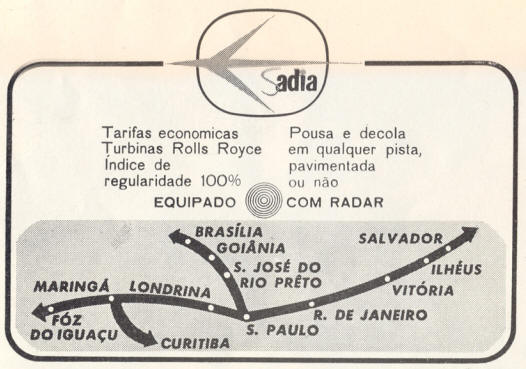 Sadia
Tarifas economicas
Turbinas Rolls Royce
Índice de
regularidade 100%
Pousa e decola
em qualquer pista,
pavimentada
ou não
EQUIPADO COM RADAR
BRASÍLIA
GOIÂNIA
S. JOSÉ DO
RIO PRÊTO
SALVADOR
ILHÉUS
VITÓRIA
R. DE JANEIRO
S. PAULO
MARINGÁ
LONDRINA
FÓZ
DO IGUAÇU
CURITIBA